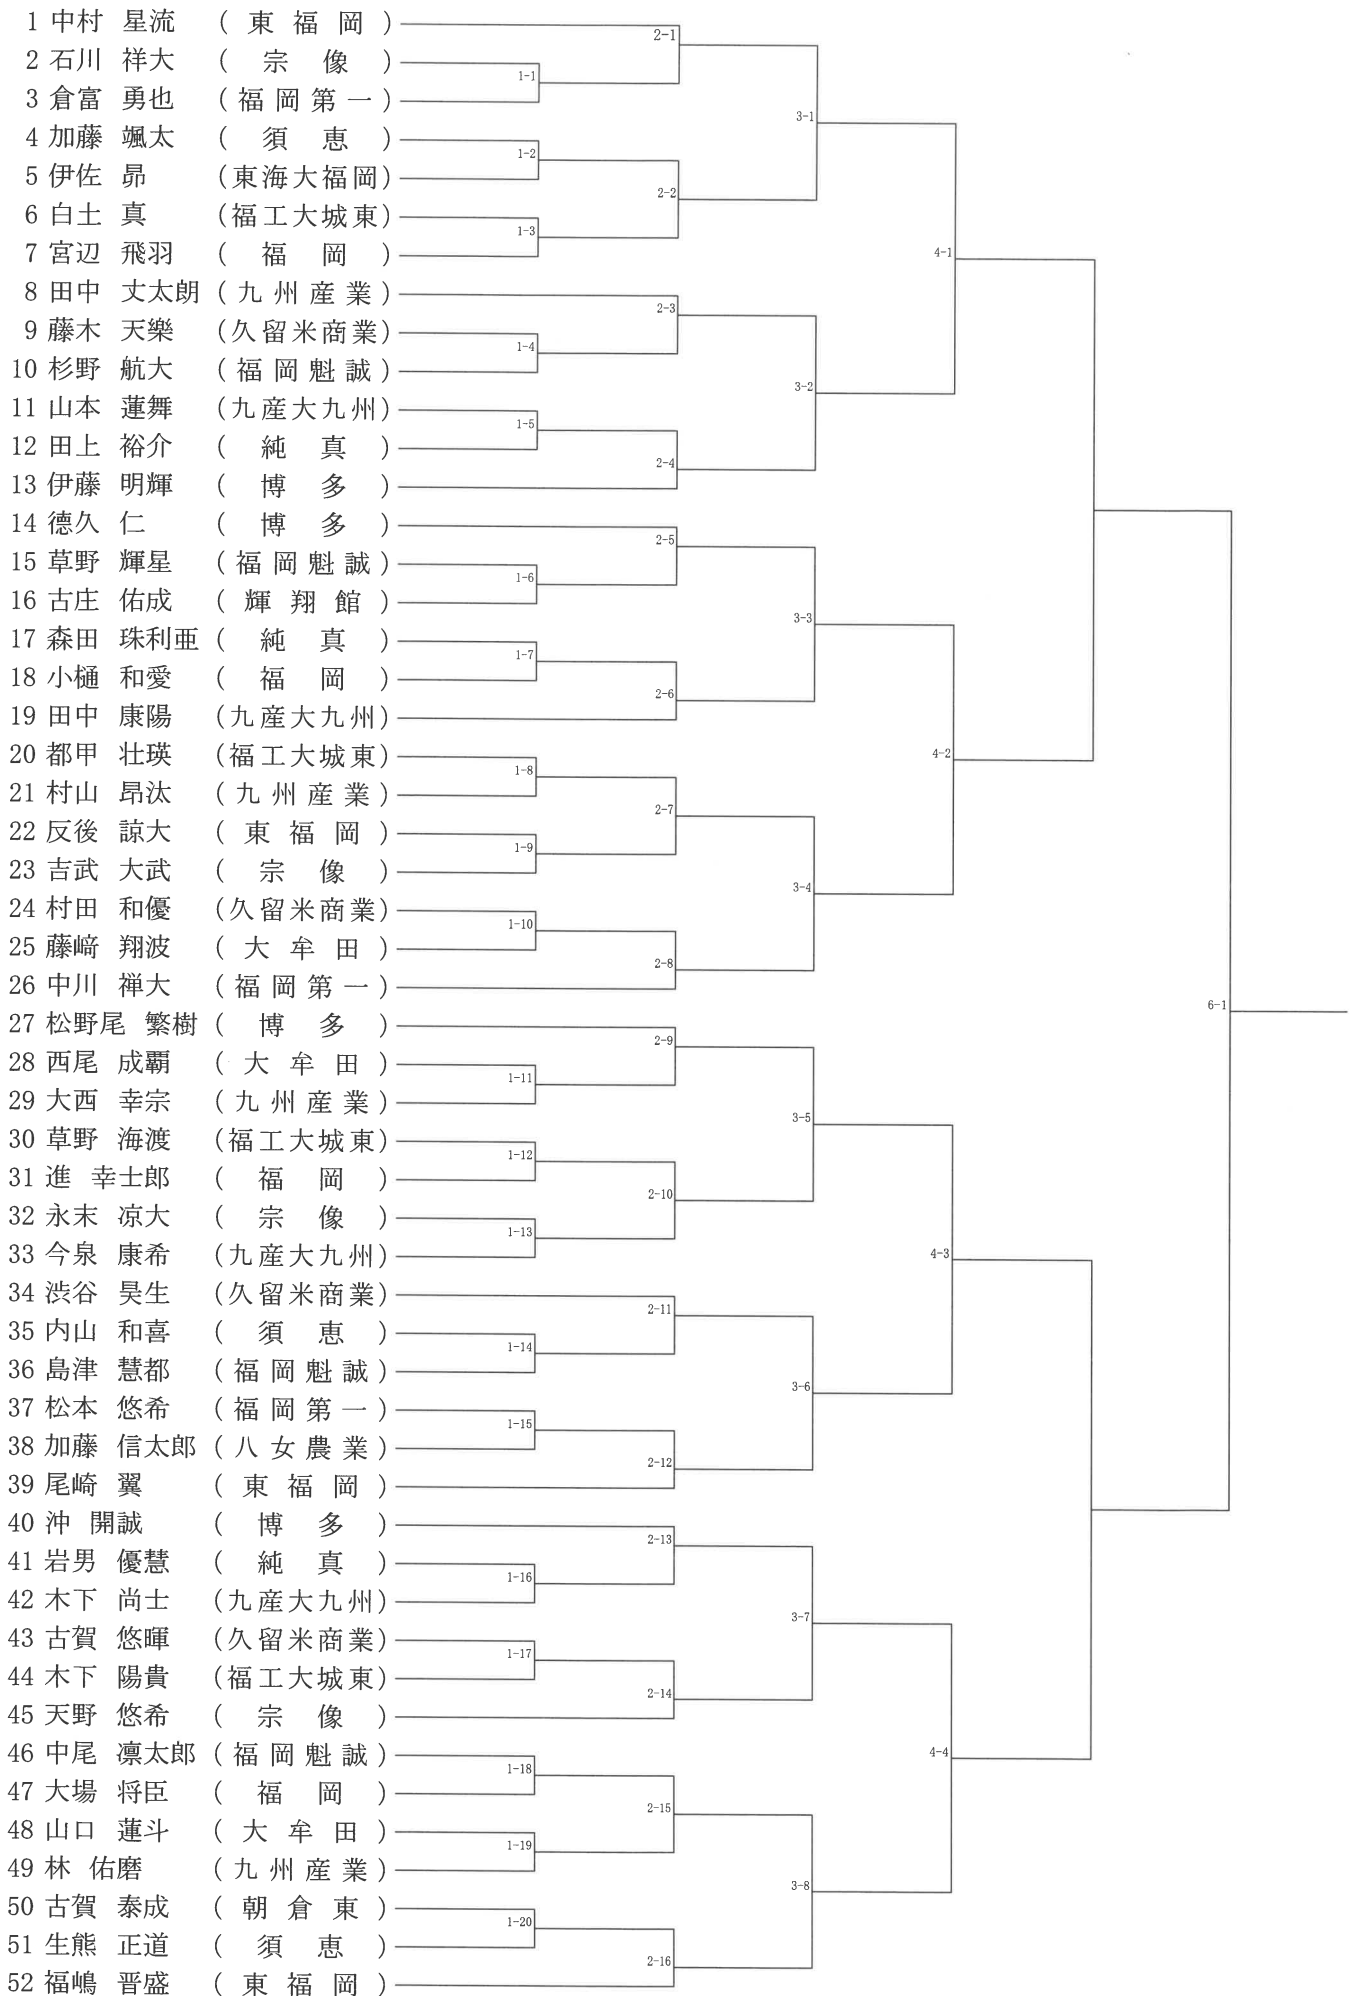 1 中村 星流 (東福岡)
2 石川 祥大 (宗像)
3 倉富 勇也 (福岡第一)
4 加藤 颯太 (須恵)
5 伊佐 昴 (東海大福岡)
6 白土 真 (福工大城東)
7 宮辺 飛羽 (福岡)
8 田中 丈太朗 (九州産業)
9 藤木 天樂 (久留米商業)
10 杉野 航大 (福岡魁誠)
11 山本 蓮舞 (九産大九州)
12 田上 裕介 (純真)
13 伊藤 明輝 (博多)
14 德久 仁 (博多)
15 草野 輝星 (福岡魁誠)
16 古庄 佑成 (輝翔館)
17 森田 珠利亜 (純真)
18 小樋 和愛 (福岡)
19 田中 康陽 (九産大九州)
20 都甲 壮瑛 (福工大城東)
21 村山 昂汰 (九州産業)
22 反後 諒大 (東福岡)
23 吉武 大武 (宗像)
24 村田 和優 (久留米商業)
25 藤﨑 翔波 (大牟田)
26 中川 禅大 (福岡第一)
27 松野尾 繁樹 (博多)
28 西尾 成覇 (大牟田)
29 大西 幸宗 (九州産業)
30 草野 海渡 (福工大城東)
31 進 幸士郎 (福岡)
32 永末 凉大 (宗像)
33 今泉 康希 (九産大九州)
34 渋谷 昊生 (久留米商業)
35 内山 和喜 (須恵)
36 島津 慧都 (福岡魁誠)
37 松本 悠希 (福岡第一)
38 加藤 信太郎 (八女農業)
39 尾崎 翼 (東福岡)
40 沖 開誠 (博多)
41 岩男 優慧 (純真)
42 木下 尚士 (九産大九州)
43 古賀 悠暉 (久留米商業)
44 木下 陽貴 (福工大城東)
45 天野 悠希 (宗像)
46 中尾 凛太郎 (福岡魁誠)
47 大場 将臣 (福岡)
48 山口 蓮斗 (大牟田)
49 林 佑磨 (九州産業)
50 古賀 泰成 (朝倉東)
51 生熊 正道 (須恵)
52 福嶋 晋盛 (東福岡)
1-1
1-2
1-3
1-4
1-5
1-6
1-7
1-8
1-9
1-10
1-11
1-12
1-13
1-14
1-15
1-16
1-17
1-18
1-19
1-20
2-1
2-2
2-3
2-4
2-5
2-6
2-7
2-8
2-9
2-10
2-11
2-12
2-13
2-14
2-15
2-16
3-1
3-2
3-3
3-4
3-5
3-6
3-7
3-8
4-1
4-2
4-3
4-4
6-1